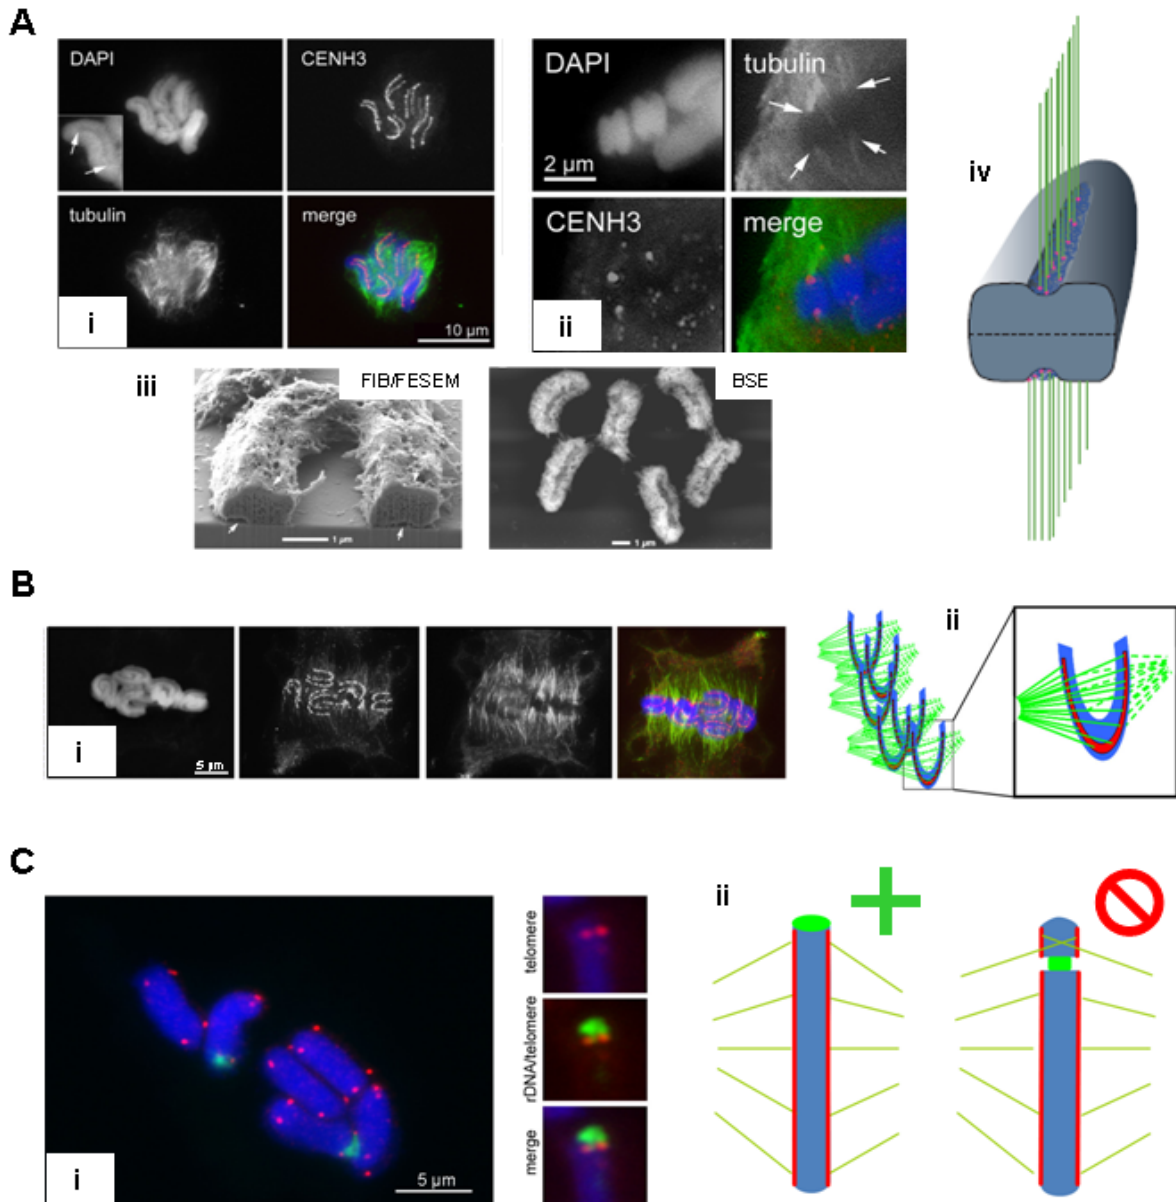 A
DAPI
CENH3
tubulin
merge
i
10 µm
DAPI
tubulin
2 µm
CENH3
merge
ii
iv
iii
FIB/FESEM
BSE
1 µm
1 µm
B
i
5 µm
ii
C
i
5 µm
telomere
rDNA/telomere
merge
ii